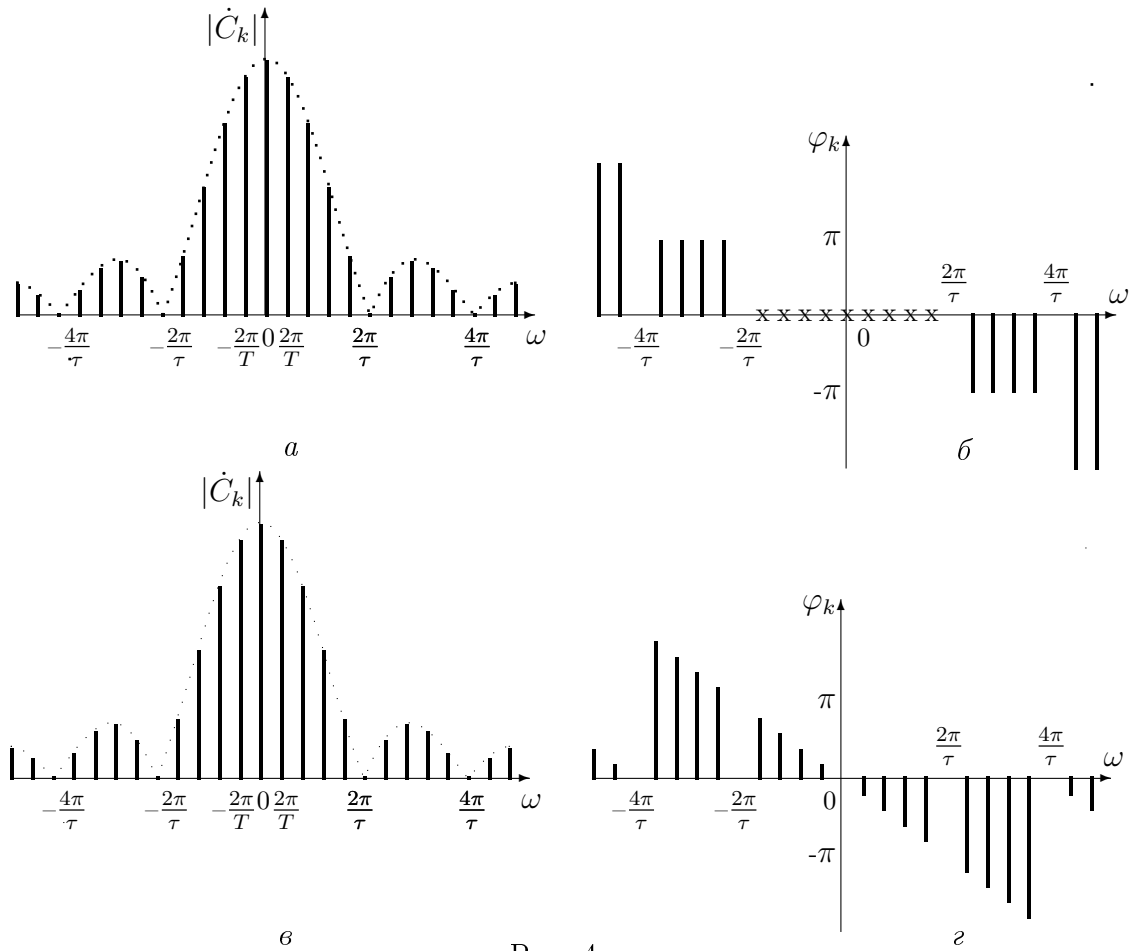 |Ċ_k|
φ_k
π
2π/τ
4π/τ
ω
-4π/τ
-2π/τ
-2π/T
0
2π/T
2π/τ
4π/τ
ω
-4π/τ
-2π/τ
0
-π
а
б
|Ċ_k|
φ_k
π
2π/τ
4π/τ
ω
-4π/τ
-2π/τ
-2π/T
0
2π/T
2π/τ
4π/τ
ω
-4π/τ
-2π/τ
0
-π
в
г